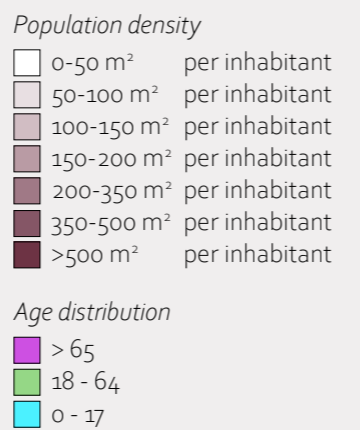 Population density
0-50 m² per inhabitant
50-100 m² per inhabitant
100-150 m² per inhabitant
150-200 m² per inhabitant
200-350 m² per inhabitant
350-500 m² per inhabitant
>500 m² per inhabitant
Age distribution
> 65
18 - 64
0 - 17